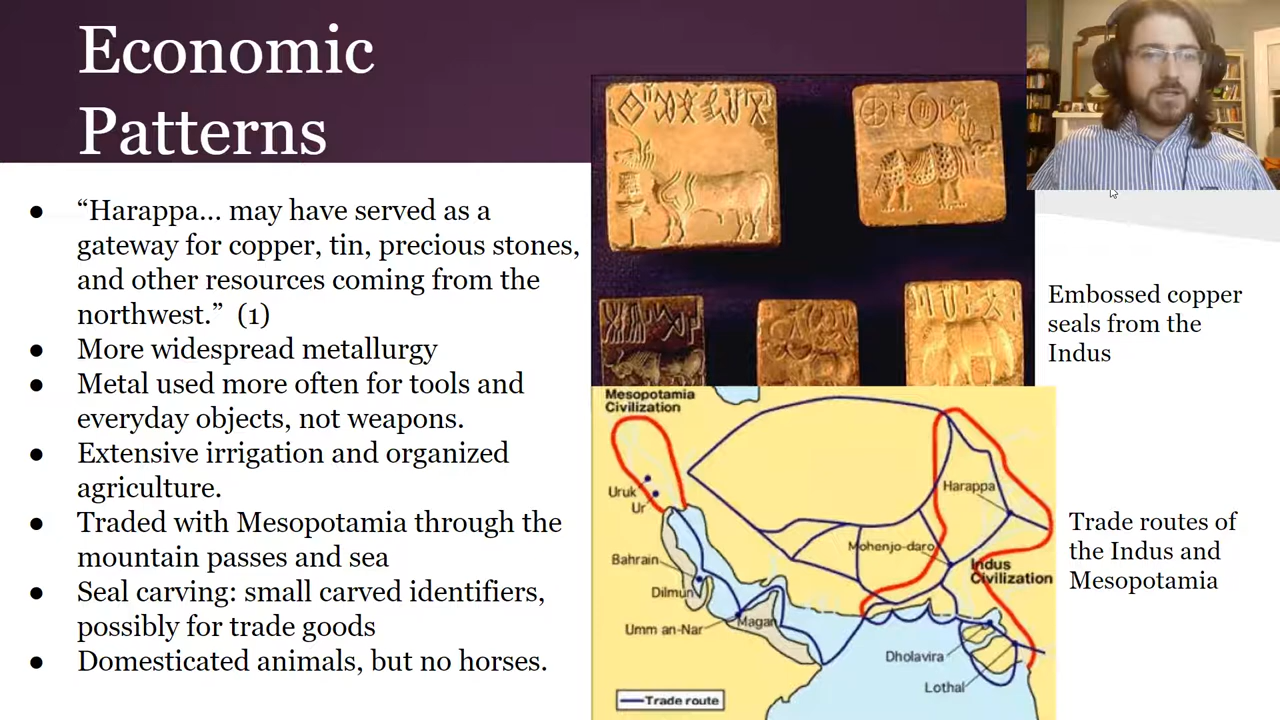 Economic
Patterns
● “Harappa... may have served as a
gateway for copper, tin, precious stones,
and other resources coming from the
northwest.” (1)
● More widespread metallurgy
● Metal used more often for tools and
everyday objects, not weapons.
● Extensive irrigation and organized
agriculture.
● Traded with Mesopotamia through the
mountain passes and sea
● Seal carving: small carved identifiers,
possibly for trade goods
● Domesticated animals, but no horses.
Embossed copper
seals from the
Indus
Mesopotamia
Civilization
Uruk
Ur
Harappa
Mohenjo-daro
Bahrain
Indus
Civilization
Dilmun
Magan
Umm an-Nar
Dholavira
Lothal
Trade route
Trade routes of
the Indus and
Mesopotamia